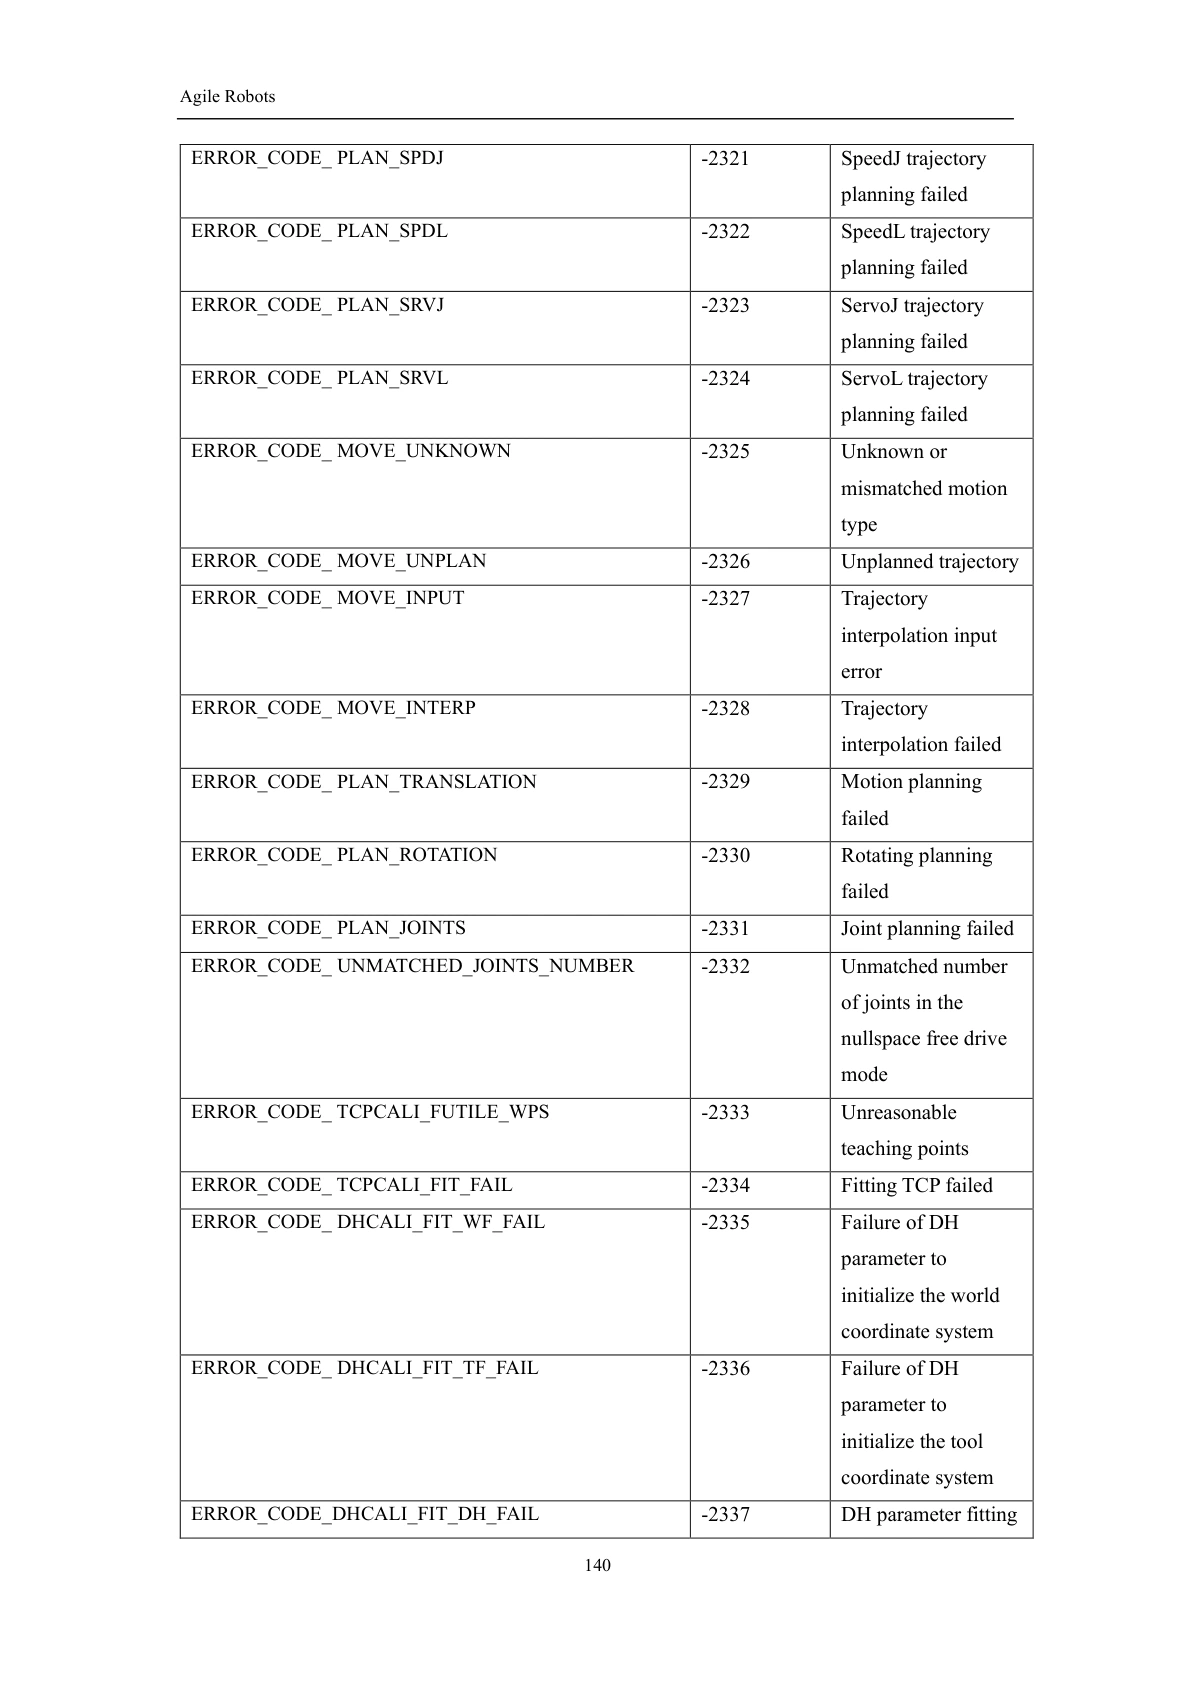 Agile Robots
ERROR_CODE_ PLAN_SPDJ -2321 SpeedJ trajectory
planning failed
ERROR_CODE_ PLAN_SPDL -2322 SpeedL trajectory
planning failed
ERROR_CODE_ PLAN_SRVJ -2323 ServoJ trajectory
planning failed
ERROR_CODE_ PLAN_SRVL -2324 ServoL trajectory
planning failed
ERROR_CODE_ MOVE_UNKNOWN -2325 Unknown or
mismatched motion
type
ERROR_CODE_ MOVE_UNPLAN -2326 Unplanned trajectory
ERROR_CODE_ MOVE_INPUT -2327 Trajectory
interpolation input
error
ERROR_CODE_ MOVE_INTERP -2328 Trajectory
interpolation failed
ERROR_CODE_ PLAN_TRANSLATION -2329 Motion planning
failed
ERROR_CODE_ PLAN_ROTATION -2330 Rotating planning
failed
ERROR_CODE_ PLAN_JOINTS -2331 Joint planning failed
ERROR_CODE_ UNMATCHED_JOINTS_NUMBER -2332 Unmatched number
of joints in the
nullspace free drive
mode
ERROR_CODE_ TCPCALI_FUTILE_WPS -2333 Unreasonable
teaching points
ERROR_CODE_ TCPCALI_FIT_FAIL -2334 Fitting TCP failed
ERROR_CODE_ DHCALI_FIT_WF_FAIL -2335 Failure of DH
parameter to
initialize the world
coordinate system
ERROR_CODE_ DHCALI_FIT_TF_FAIL -2336 Failure of DH
parameter to
initialize the tool
coordinate system
ERROR_CODE_DHCALI_FIT_DH_FAIL -2337 DH parameter fitting
140